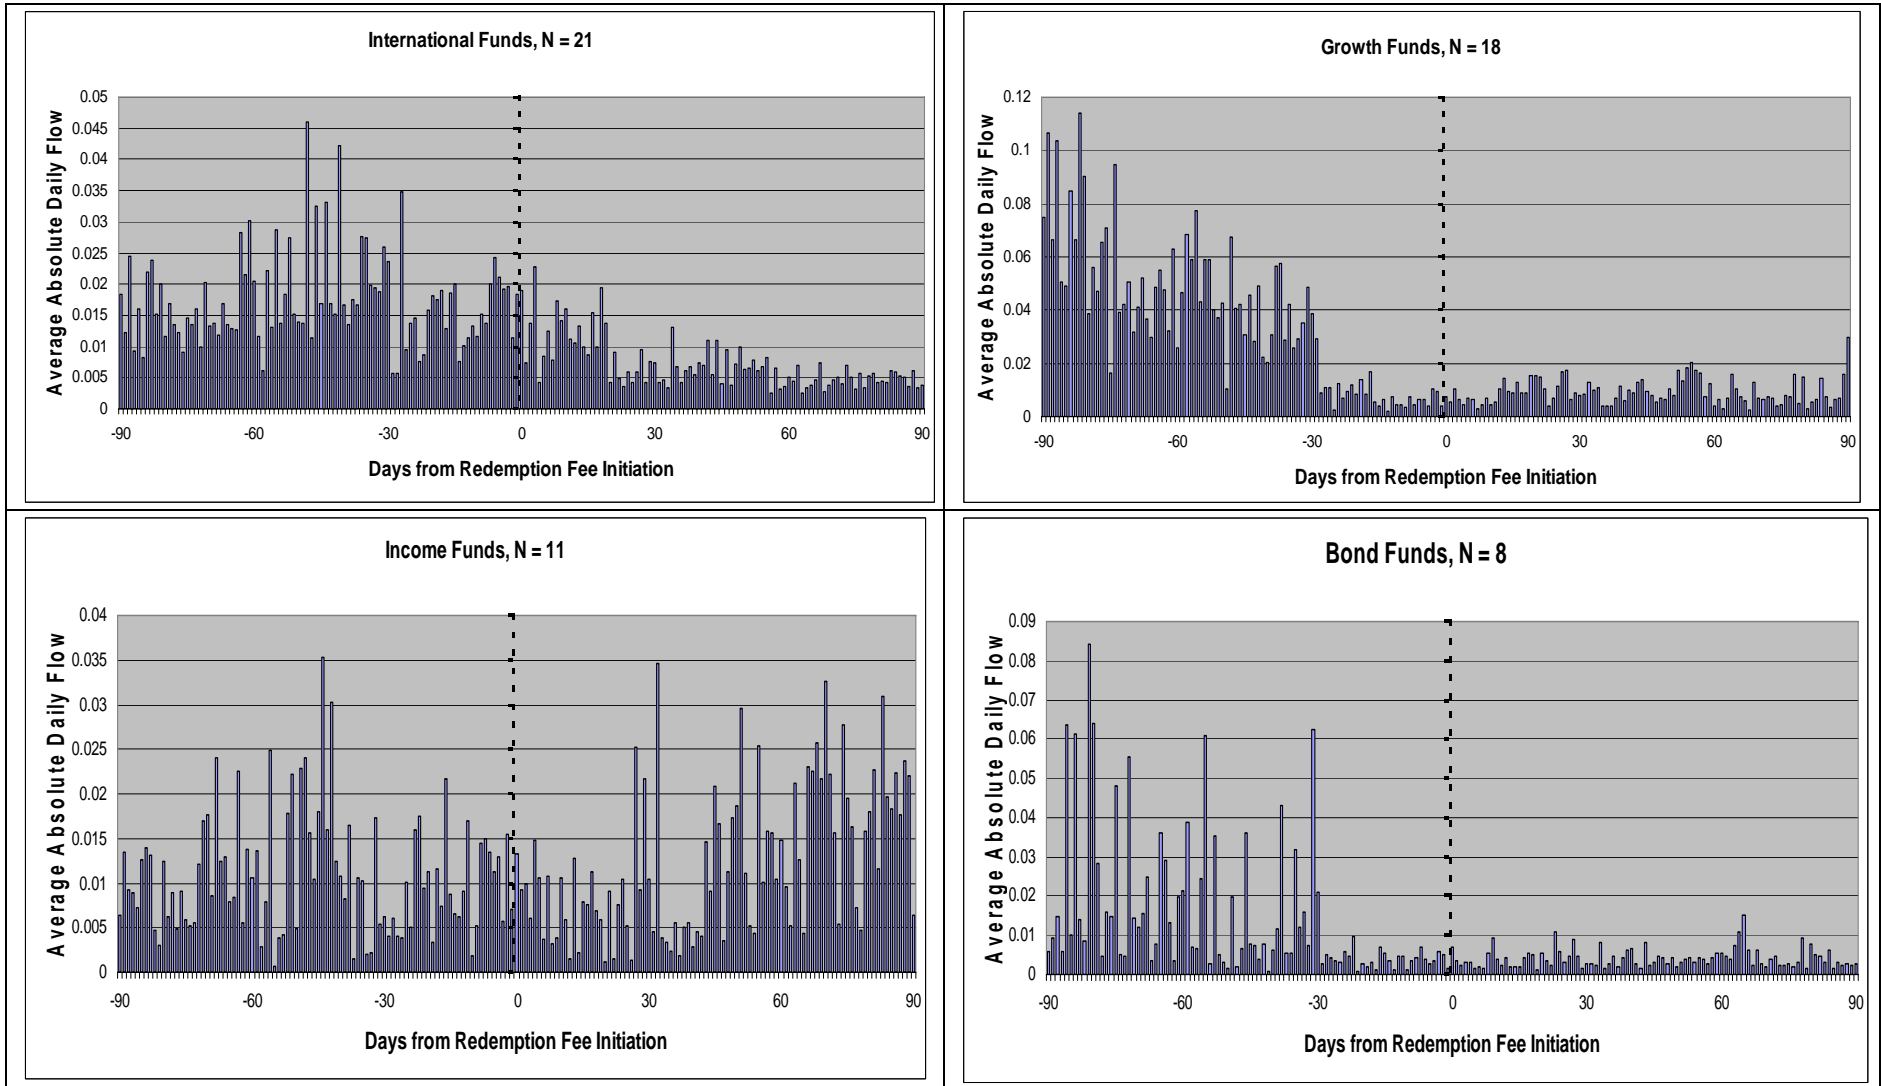 International Funds, N = 21
Average Absolute Daily Flow
0.05
0.045
0.04
0.035
0.03
0.025
0.02
0.015
0.01
0.005
0
-90 -60 -30 0 30 60 90
Days from Redemption Fee Initiation
Growth Funds, N = 18
Average Absolute Daily Flow
0.12
0.1
0.08
0.06
0.04
0.02
0
-90 -60 -30 0 30 60 90
Days from Redemption Fee Initiation
Income Funds, N = 11
Average Absolute Daily Flow
0.04
0.035
0.03
0.025
0.02
0.015
0.01
0.005
0
-90 -60 -30 0 30 60 90
Days from Redemption Fee Initiation
Bond Funds, N = 8
Average Absolute Daily Flow
0.09
0.08
0.07
0.06
0.05
0.04
0.03
0.02
0.01
0
-90 -60 -30 0 30 60 90
Days from Redemption Fee Initiation